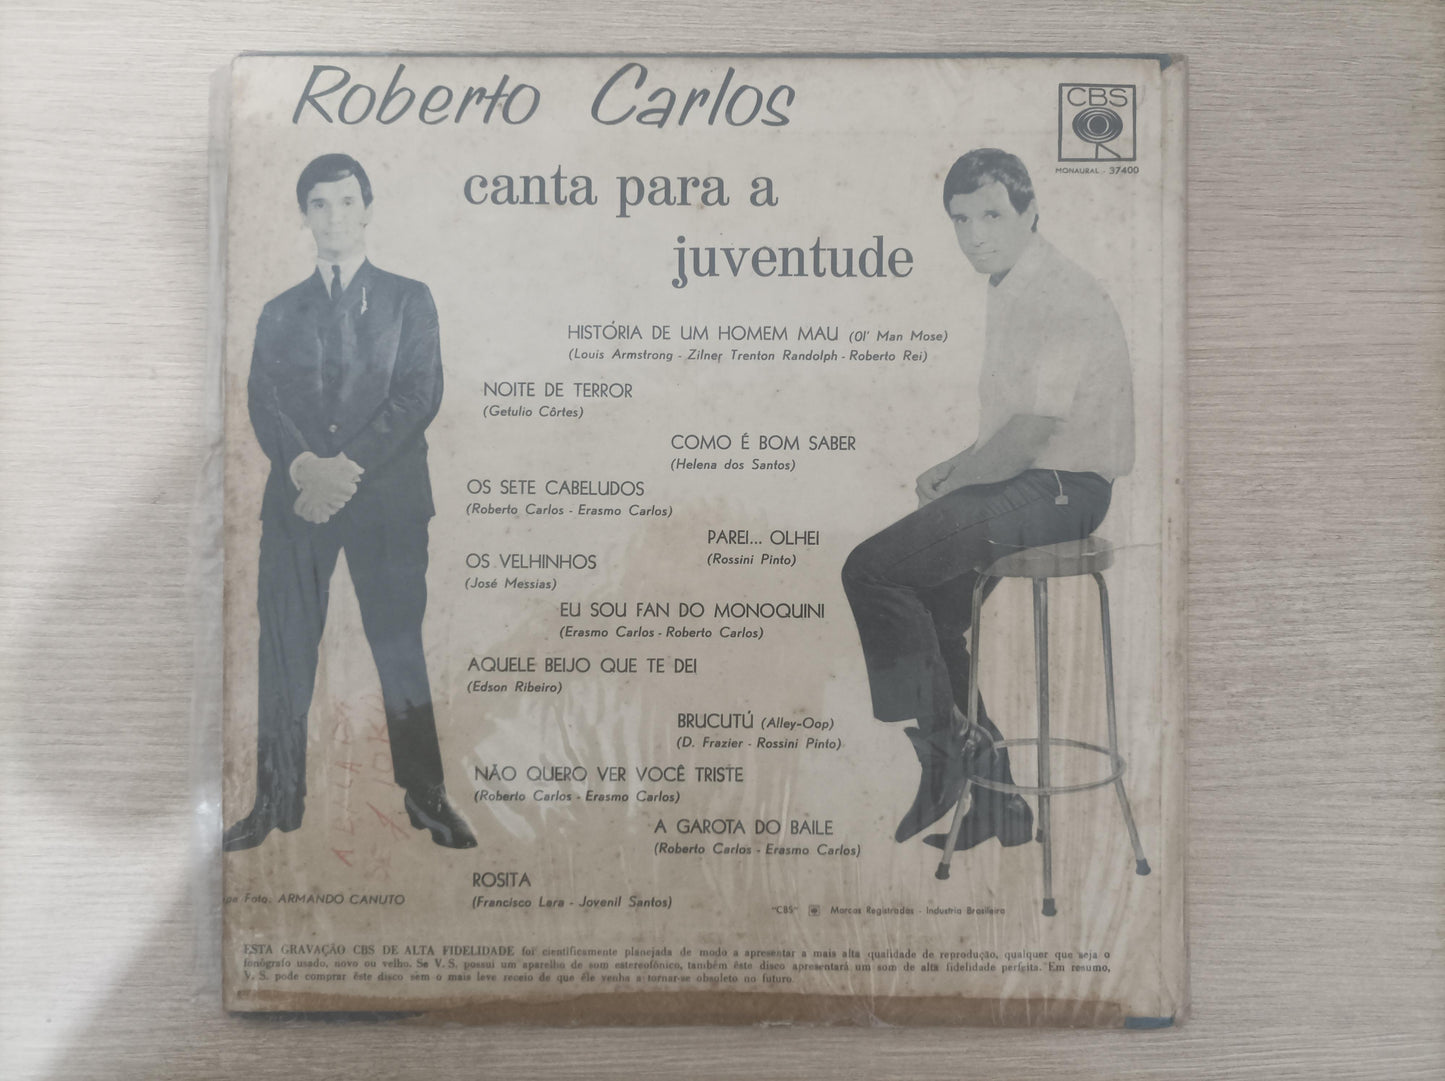 Roberto Carlos
CBS
MONAURAL - 37400
canta para a
juventude
HISTÓRIA DE UM HOMEM MAU (Ol' Man Mose)
(Louis Armstrong - Zilner Trenton Randolph - Roberto Rei)
NOITE DE TERROR
(Getulio Côrtes)
COMO É BOM SABER
(Helena dos Santos)
OS SETE CABELUDOS
(Roberto Carlos - Erasmo Carlos)
PAREI... OLHEI
(Rossini Pinto)
OS VELHINHOS
(José Messias)
EU SOU FAN DO MONOQUINI
(Erasmo Carlos - Roberto Carlos)
AQUELE BEIJO QUE TE DEI
(Edson Ribeiro)
BRUCUTÚ (Alley-Oop)
(D. Frazier - Rossini Pinto)
NÃO QUERO VER VOCÊ TRISTE
(Roberto Carlos - Erasmo Carlos)
A GAROTA DO BAILE
(Roberto Carlos - Erasmo Carlos)
ROSITA
(Francisco Lara - Jovenil Santos)
Foto. ARMANDO CANUTO
"CBS" Marcas Registradas - Industria Brasileira
ESTA GRAVAÇÃO CBS DE ALTA FIDELIDADE foi cientificamente planejada de modo a apresentar a mais alta qualidade de reprodução, qualquer que seja o
fonógrafo usado, novo ou velho. Se V. S. possui um aparelho de som estereofônico, também êste disco apresentará um som de alta fidelidade perfeita. Em resumo,
V. S. pode comprar êste disco sem o mais leve receio de que êle venha a tornar-se obsoleto no futuro.